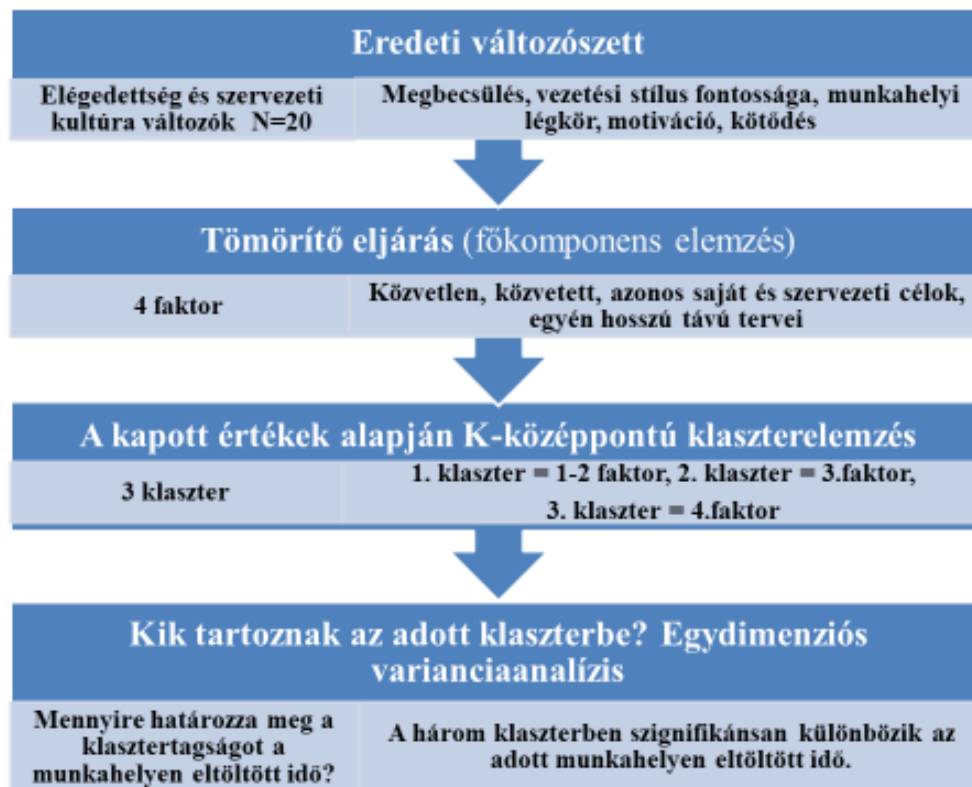 Eredeti változószett
Elégedettség és szervezeti
kultúra változók N=20
Megbecsülés, vezetési stílus fontossága, munkahelyi
légkör, motiváció, kötődés
Tömörítő eljárás (főkomponens elemzés)
4 faktor
Közvetlen, közvetett, azonos saját és szervezeti célok,
egyén hosszú távú tervei
A kapott értékek alapján K-középpontú klaszterelemzés
3 klaszter
1. klaszter = 1-2 faktor, 2. klaszter = 3.faktor,
3. klaszter = 4.faktor
Kik tartoznak az adott klaszterbe? Egydimenziós
varianciaanalízis
Mennyire határozza meg a
klasztertagságot a
munkahelyen eltöltött idő?
A három klaszterben szignifikánsan különbözik az
adott munkahelyen eltöltött idő.